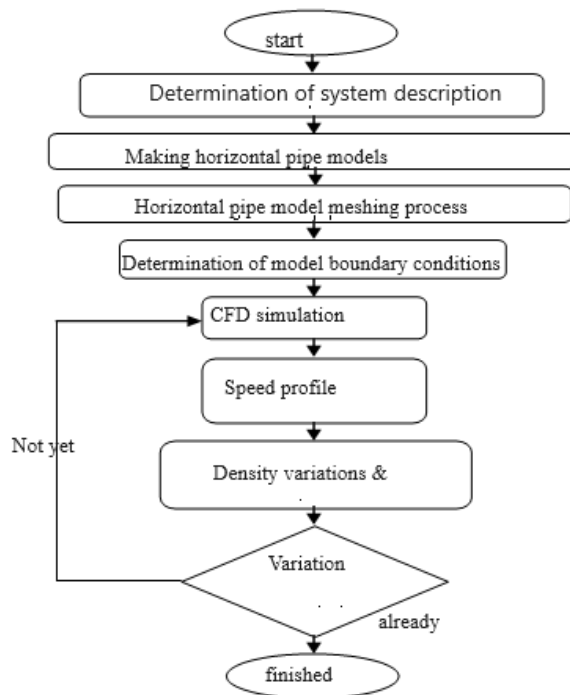 start
Determination of system description
Making horizontal pipe models
Horizontal pipe model meshing process
Determination of model boundary conditions
CFD simulation
Speed profile
Not yet
Density variations &
Variation
already
finished